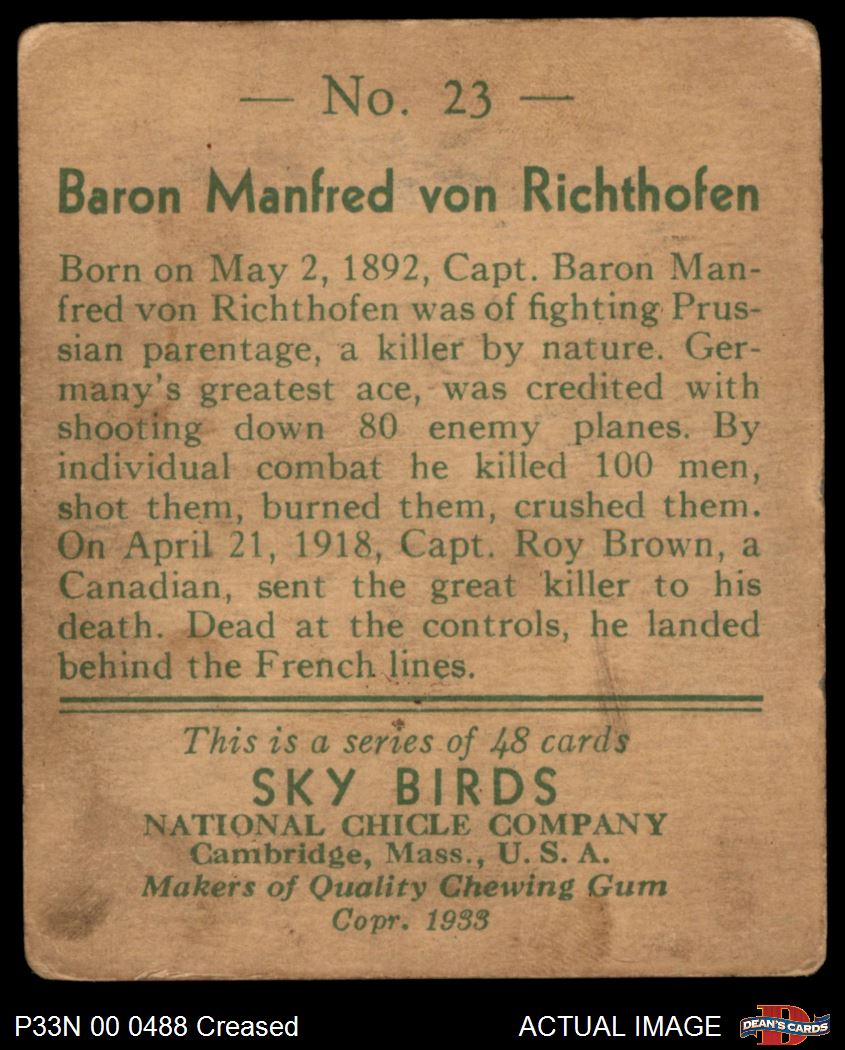 — No. 23 —
Baron Manfred von Richthofen
Born on May 2, 1892, Capt. Baron Man-
fred von Richthofen was of fighting Prus-
sian parentage, a killer by nature. Ger-
many's greatest ace, was credited with
shooting down 80 enemy planes. By
individual combat he killed 100 men,
shot them, burned them, crushed them.
On April 21, 1918, Capt. Roy Brown, a
Canadian, sent the great killer to his
death. Dead at the controls, he landed
behind the French lines.
This is a series of 48 cards
SKY BIRDS
NATIONAL CHICLE COMPANY
Cambridge, Mass., U. S. A.
Makers of Quality Chewing Gum
Copr. 1933
P33N 00 0488 Creased
ACTUAL IMAGE
D
DEAN'S CARDS